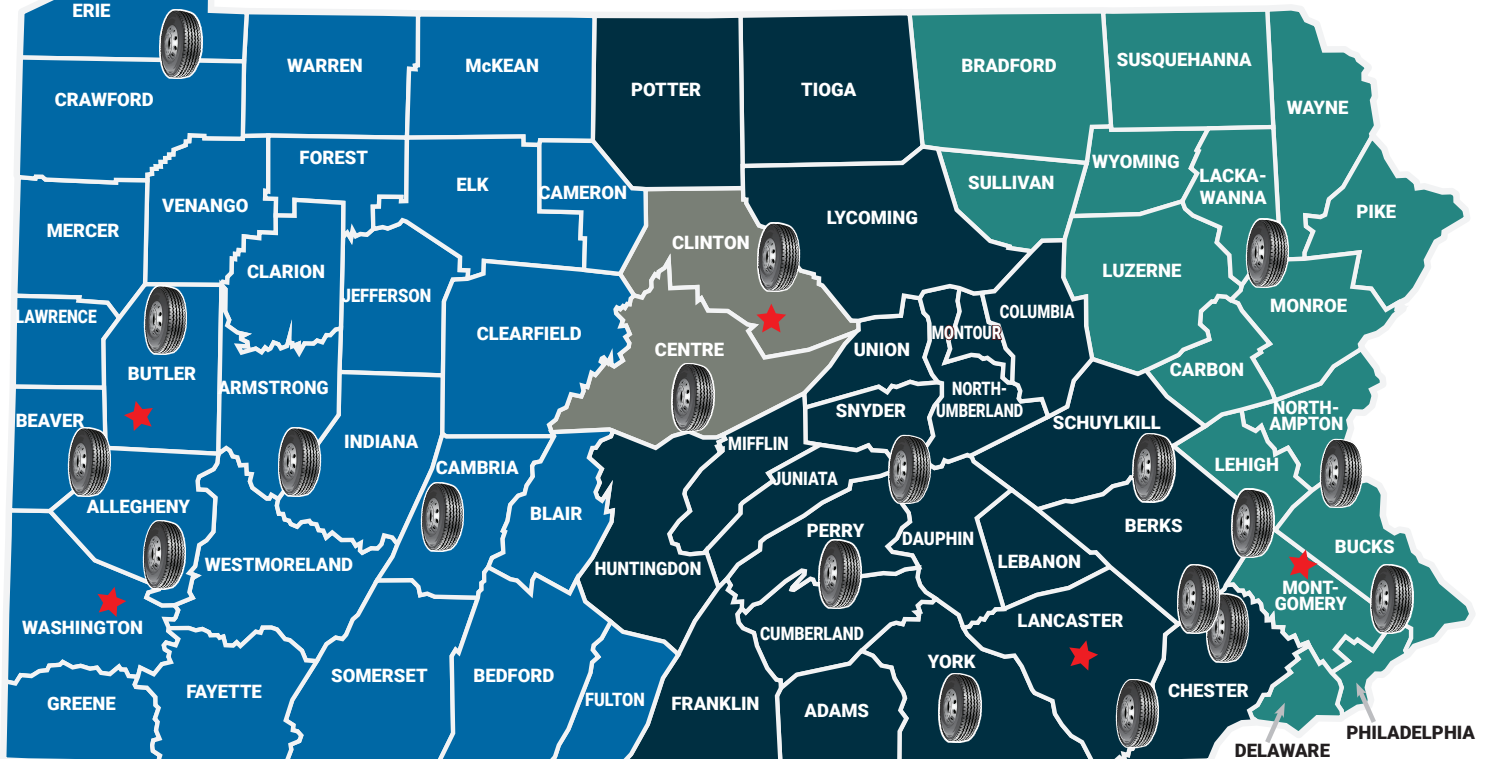 ERIE
WARREN
McKEAN
POTTER
TIOGA
BRADFORD
SUSQUEHANNA
WAYNE
CRAWFORD
FOREST
ELK
CAMERON
SULLIVAN
WYOMING
LACKA-
WANNA
PIKE
MERCER
VENANGO
CLARION
JEFFERSON
CLINTON
LYCOMING
LUZERNE
MONROE
LAWRENCE
CLEARFIELD
CENTRE
UNION
MONTOUR
COLUMBIA
CARBON
BUTLER
ARMSTRONG
SNYDER
NORTH-
UMBERLAND
SCHUYLKILL
NORTH-
AMPTON
BEAVER
INDIANA
CAMBRIA
MIFFLIN
JUNIATA
LEHIGH
ALLEGHENY
BLAIR
PERRY
DAUPHIN
BERKS
BUCKS
WESTMORELAND
HUNTINGDON
LEBANON
MONT-
GOMERY
WASHINGTON
CUMBERLAND
LANCASTER
GREENE
FAYETTE
SOMERSET
BEDFORD
FULTON
FRANKLIN
ADAMS
YORK
CHESTER
DELAWARE
PHILADELPHIA